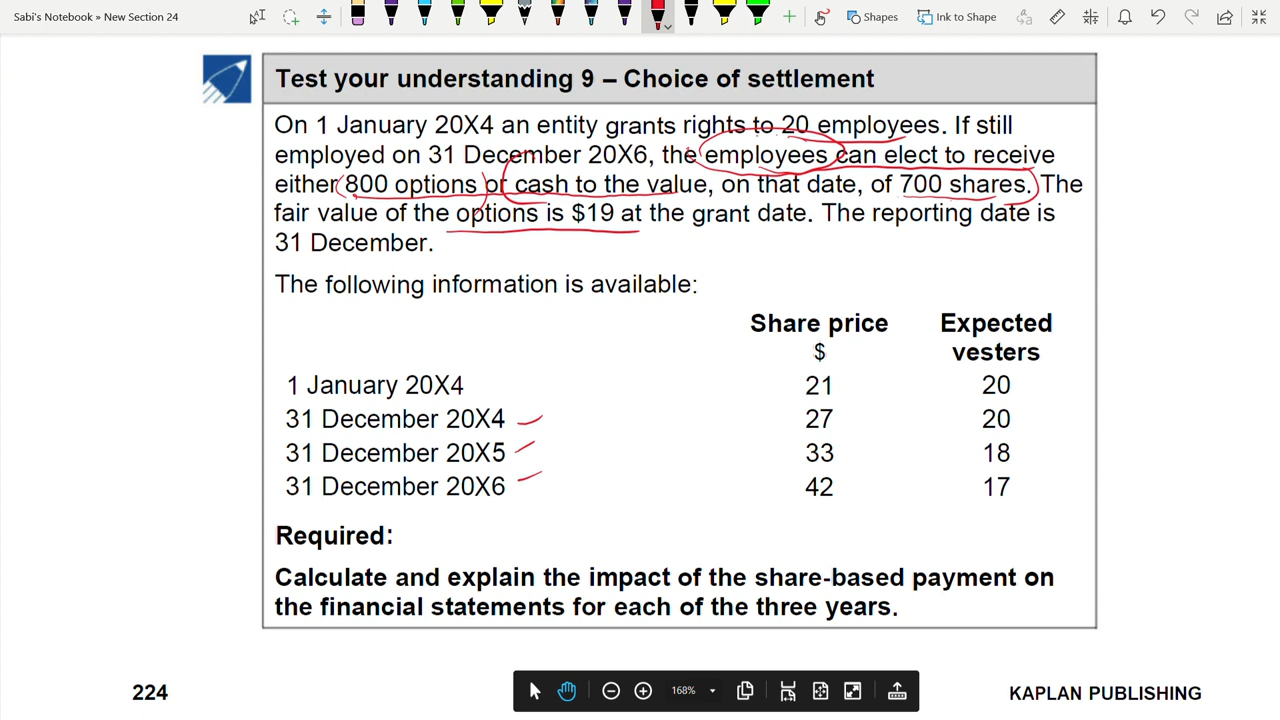 Sabi's Notebook » New Section 24
Shapes
Ink to Shape
Test your understanding 9 – Choice of settlement
On 1 January 20X4 an entity grants rights to 20 employees. If still
employed on 31 December 20X6, the employees can elect to receive
either 800 options or cash to the value, on that date, of 700 shares. The
fair value of the options is $19 at the grant date. The reporting date is
31 December.
The following information is available:
Share price Expected
$ vesters
1 January 20X4 21 20
31 December 20X4 27 20
31 December 20X5 33 18
31 December 20X6 42 17
Required:
Calculate and explain the impact of the share-based payment on
the financial statements for each of the three years.
224
168%
KAPLAN PUBLISHING